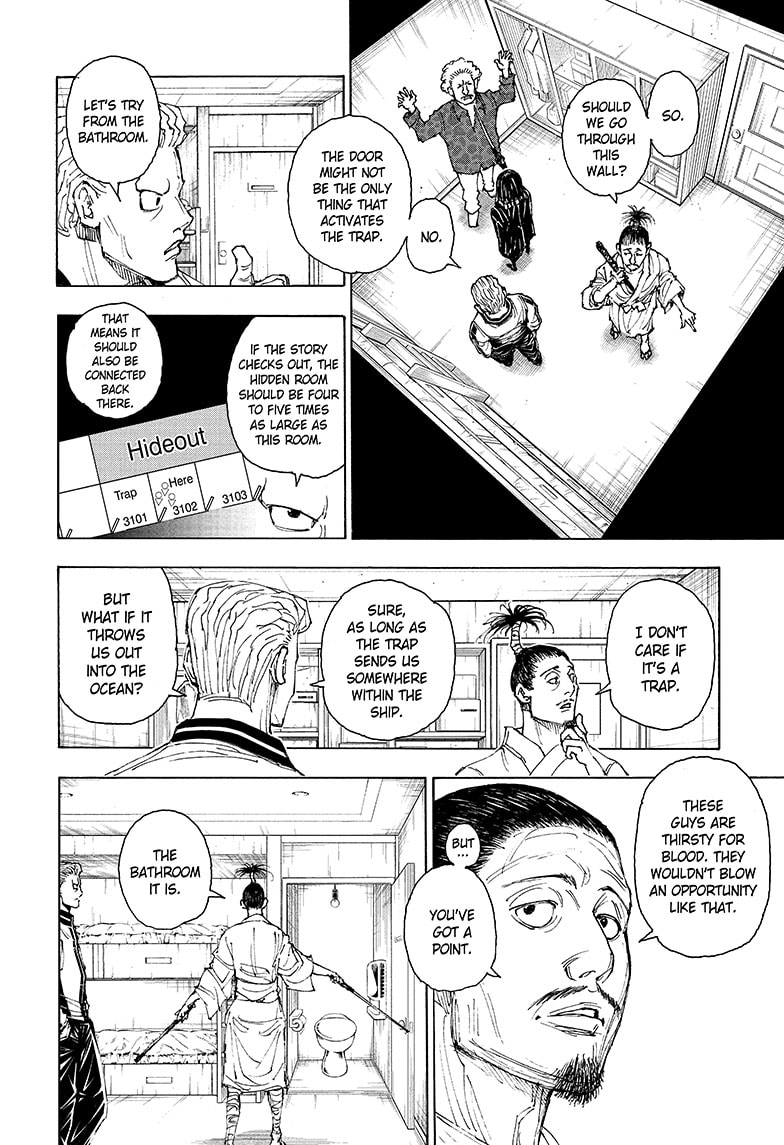 SO.
SHOULD
WE GO
THROUGH
THIS
WALL?
NO.
THE DOOR
MIGHT NOT
BE THE ONLY
THING THAT
ACTIVATES
THE TRAP.
LET'S TRY
FROM THE
BATHROOM.
IF THE STORY
CHECKS OUT, THE
HIDDEN ROOM
SHOULD BE FOUR
TO FIVE TIMES
AS LARGE AS
THIS ROOM.
THAT
MEANS IT
SHOULD
ALSO BE
CONNECTED
BACK
THERE.
Hideout
Trap
3101
Here
3102
3103
I DON'T
CARE IF
IT'S A
TRAP.
SURE,
AS LONG AS
THE TRAP
SENDS US
SOMEWHERE
WITHIN THE
SHIP.
BUT
WHAT IF IT
THROWS
US OUT
INTO THE
OCEAN?
THESE
GUYS ARE
THIRSTY FOR
BLOOD. THEY
WOULDN'T BLOW
AN OPPORTUNITY
LIKE THAT.
BUT
...
YOU'VE
GOT A
POINT.
THE
BATHROOM
IT IS.